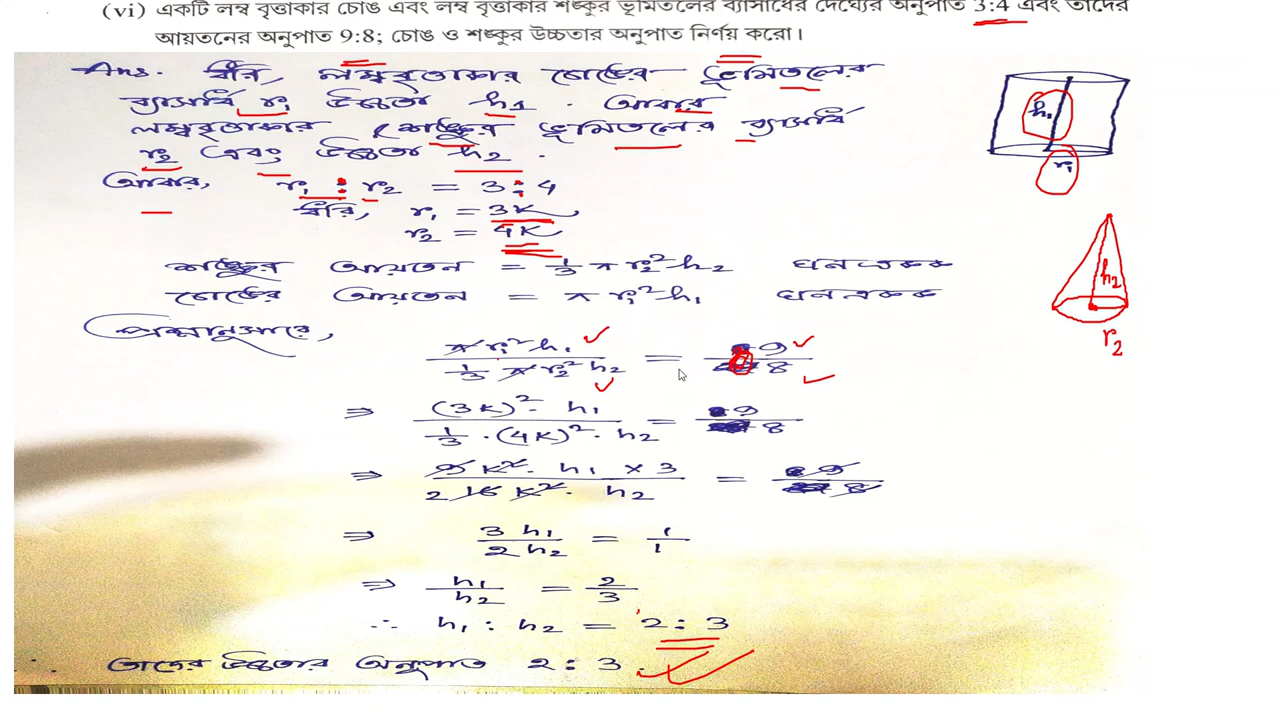 (vi) একটি লম্ব বৃত্তাকার চোঙ এবং লম্ব বৃত্তাকার শঙ্কুর ভূমিতলের ব্যাসার্ধের দৈর্ঘ্যের অনুপাত 3:4 এবং তাদের
আয়তনের অনুপাত 9:8; চোঙ ও শঙ্কুর উচ্চতার অনুপাত নির্ণয় করো।
Ans. ধরি, লম্ববৃত্তাকার চোঙের ভূমিতলের
ব্যাসার্ধ r₁ উচ্চতা h₁. আবার
লম্ববৃত্তাকার শঙ্কুর ভূমিতলের ব্যাসার্ধ
r₂ এবং উচ্চতা h₂.
আবার, r₁ : r₂ = 3:4
ধরি, r₁ = 3K
r₂ = 4K
শঙ্কুর আয়তন = 1/3 π r₂² h₂ ঘনএকক
চোঙের আয়তন = π r₁² h₁ ঘনএকক
প্রশ্নানুসারে,
π r₁² h₁ / 1/3 π r₂² h₂ = 9/8
⇒ (3K)² · h₁ / 1/3 · (4K)² · h₂ = 9/8
⇒ 9 K² · h₁ × 3 / 2 16 K² · h₂ = 9/8
⇒ 3 h₁ / 2 h₂ = 1/1
⇒ h₁ / h₂ = 2/3
∴ h₁ : h₂ = 2 : 3
∴ তাদের উচ্চতার অনুপাত 2 : 3.
h₁
r₁
h₂
r₂